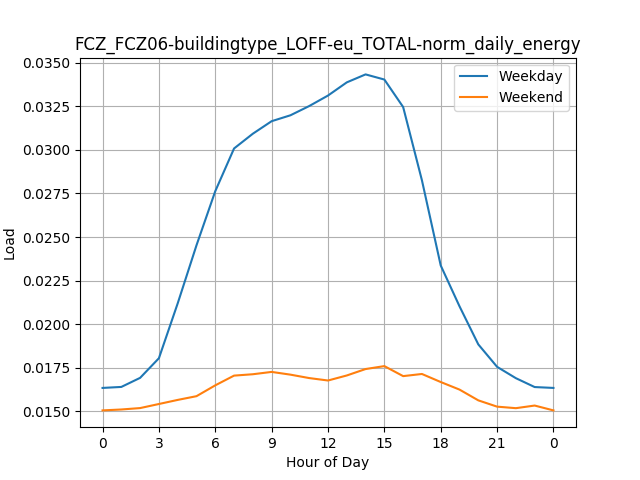 FCZ_FCZ06-buildingtype_LOFF-eu_TOTAL-norm_daily_energy
0.0350
0.0325
0.0300
0.0275
0.0250
0.0225
0.0200
0.0175
0.0150
Load
Weekday
Weekend
0 3 6 9 12 15 18 21 0
Hour of Day